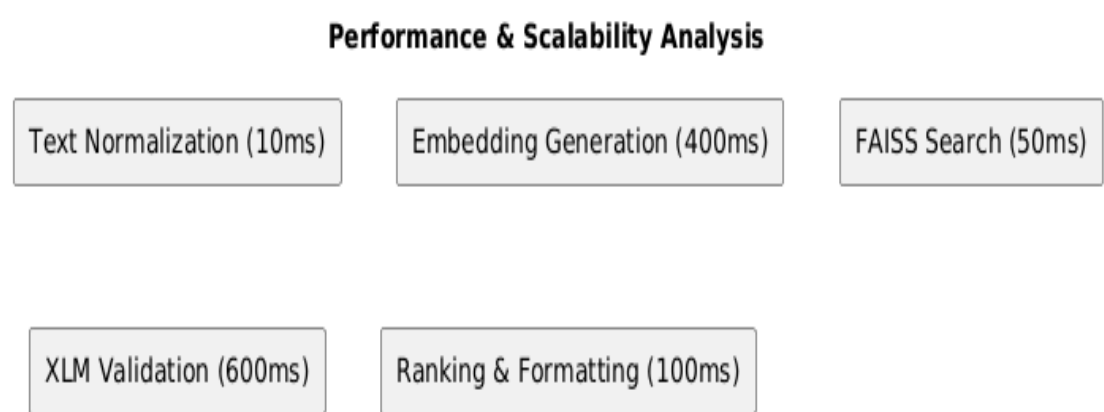 Performance & Scalability Analysis
Text Normalization (10ms)
Embedding Generation (400ms)
FAISS Search (50ms)
XLM Validation (600ms)
Ranking & Formatting (100ms)